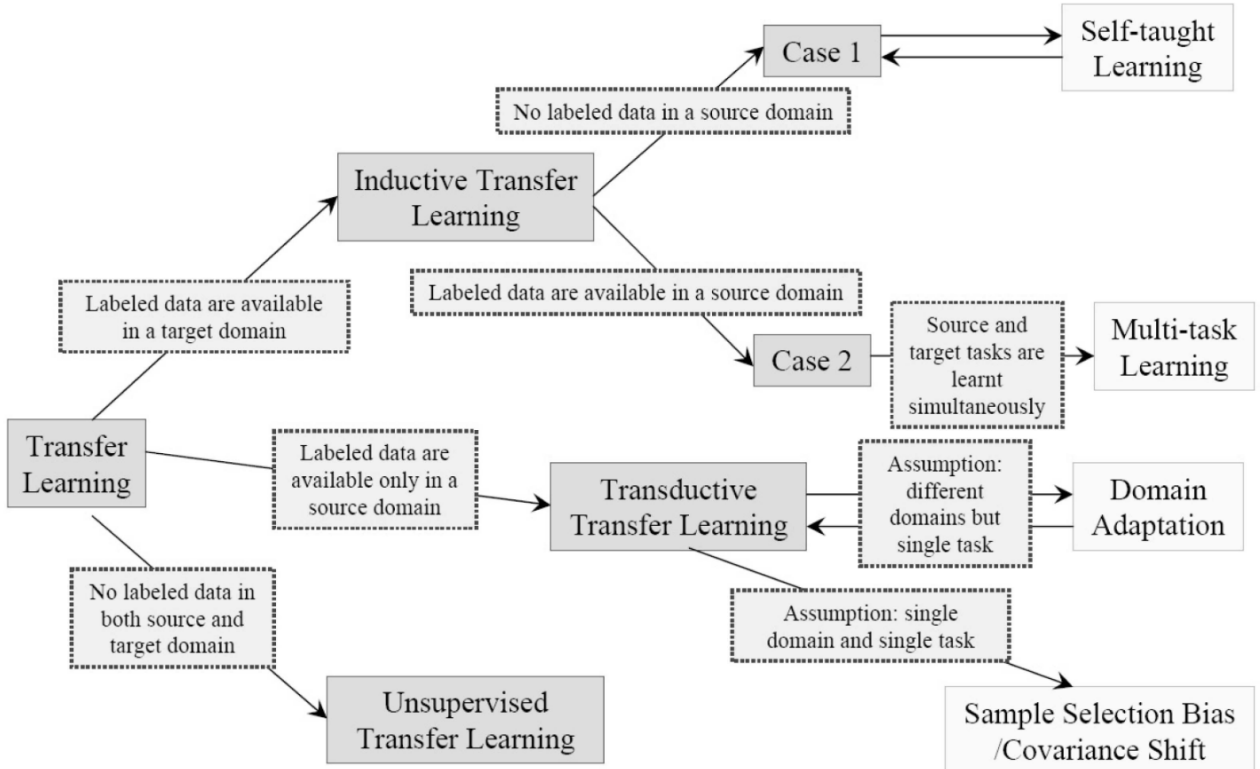 Case 1
Self-taught
Learning
No labeled data in a source domain
Inductive Transfer
Learning
Labeled data are available
in a target domain
Labeled data are available in a source domain
Case 2
Source and
target tasks are
learnt
simultaneously
Multi-task
Learning
Transfer
Learning
Labeled data are
available only in a
source domain
Transductive
Transfer Learning
Assumption:
different
domains but
single task
Domain
Adaptation
No labeled data in
both source and
target domain
Assumption: single
domain and single task
Unsupervised
Transfer Learning
Sample Selection Bias
/Covariance Shift